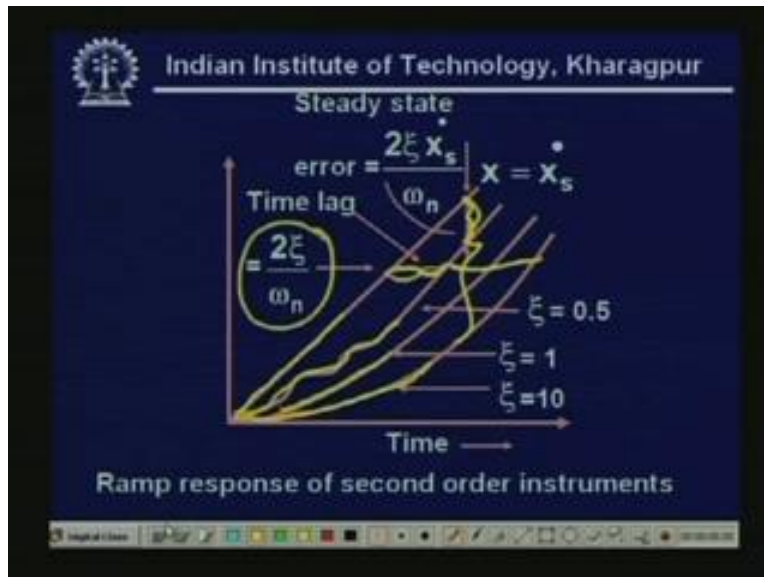 Indian Institute of Technology, Kharagpur
Steady state
error = 2ξ ẋs / ωn
x = ẋs
Time lag
= 2ξ / ωn
ξ = 0.5
ξ = 1
ξ =10
Time
Ramp response of second order instruments